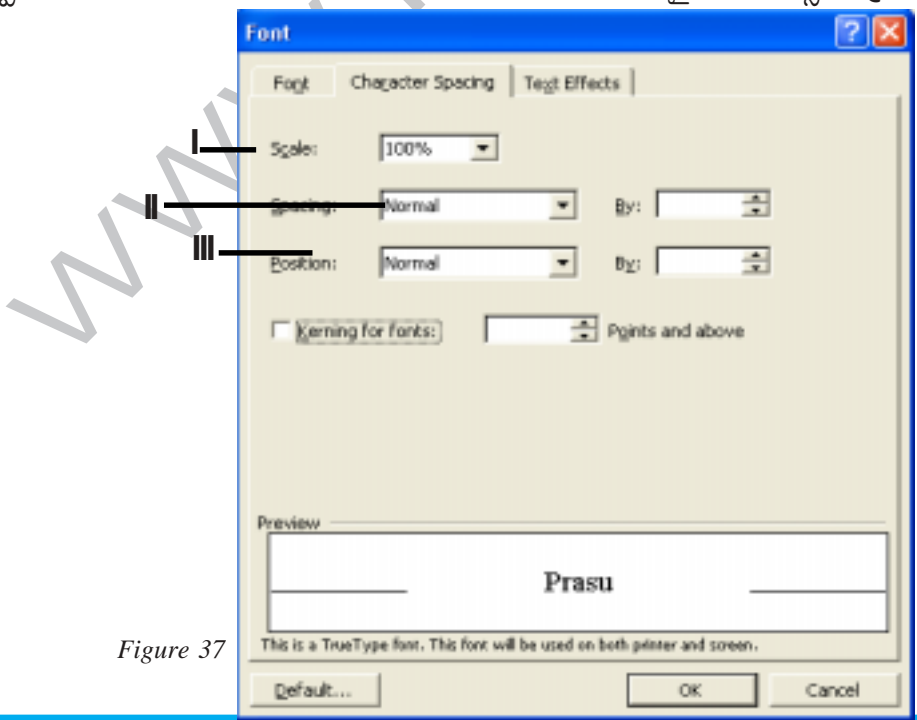 Font
Font Character Spacing Text Effects
I Scale: 100%
II Spacing: Normal By:
III Position: Normal By:
Kerning for fonts: Points and above
Preview
Prasu
Figure 37 This is a TrueType font. This font will be used on both printer and screen.
Default... OK Cancel